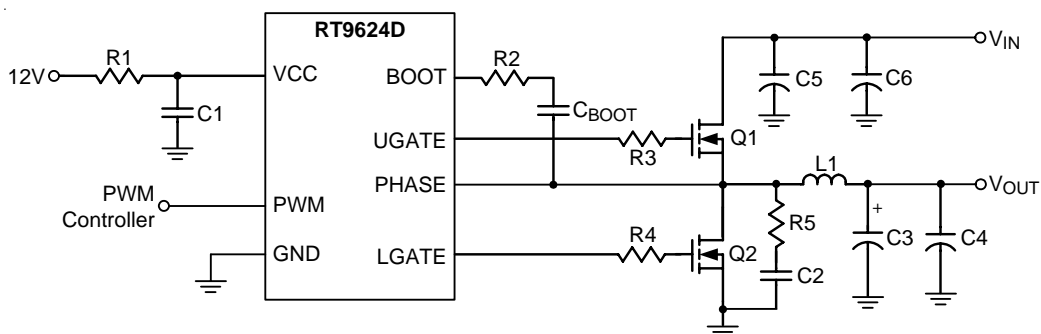 RT9624D
R1
12V
VCC
C1
BOOT
R2
CBOOT
C5
C6
VIN
UGATE
R3
Q1
PHASE
L1
VOUT
PWM
Controller
PWM
R5
+
C3
C4
GND
LGATE
R4
Q2
C2